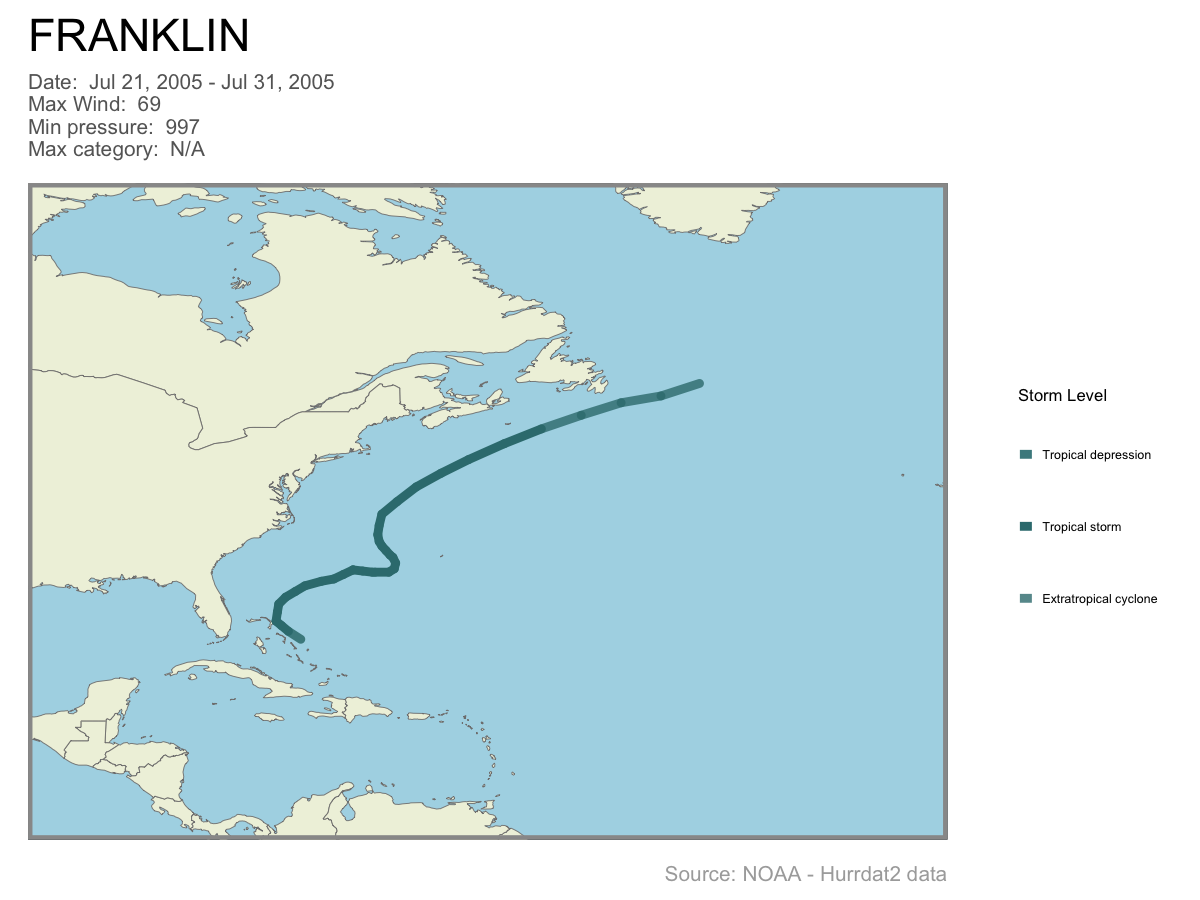 FRANKLIN
Date:  Jul 21, 2005 - Jul 31, 2005
Max Wind:  69
Min pressure:  997
Max category:  N/A
Storm Level
Tropical depression
Tropical storm
Extratropical cyclone
Source: NOAA - Hurrdat2 data